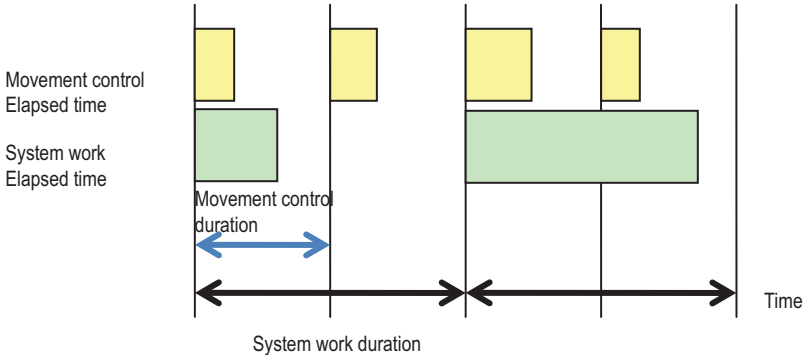 Movement control
Elapsed time
System work
Elapsed time
Movement control
duration
Time
System work duration